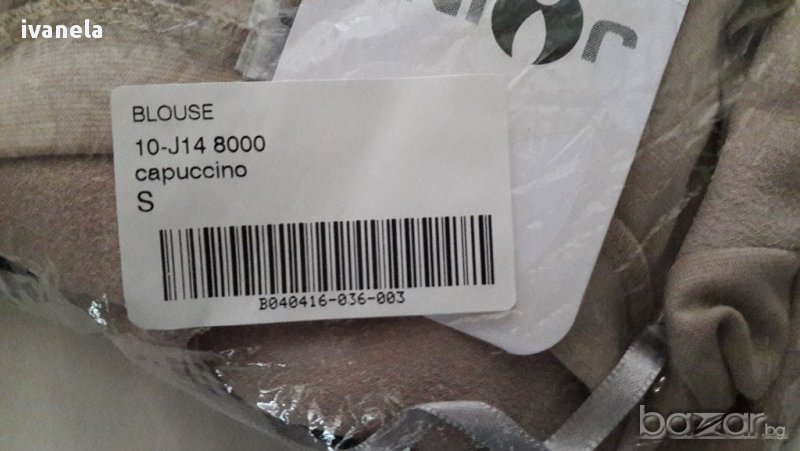 ivanela
BLOUSE
10-J14 8000
capuccino
S
B040416-036-003
bazar.bg